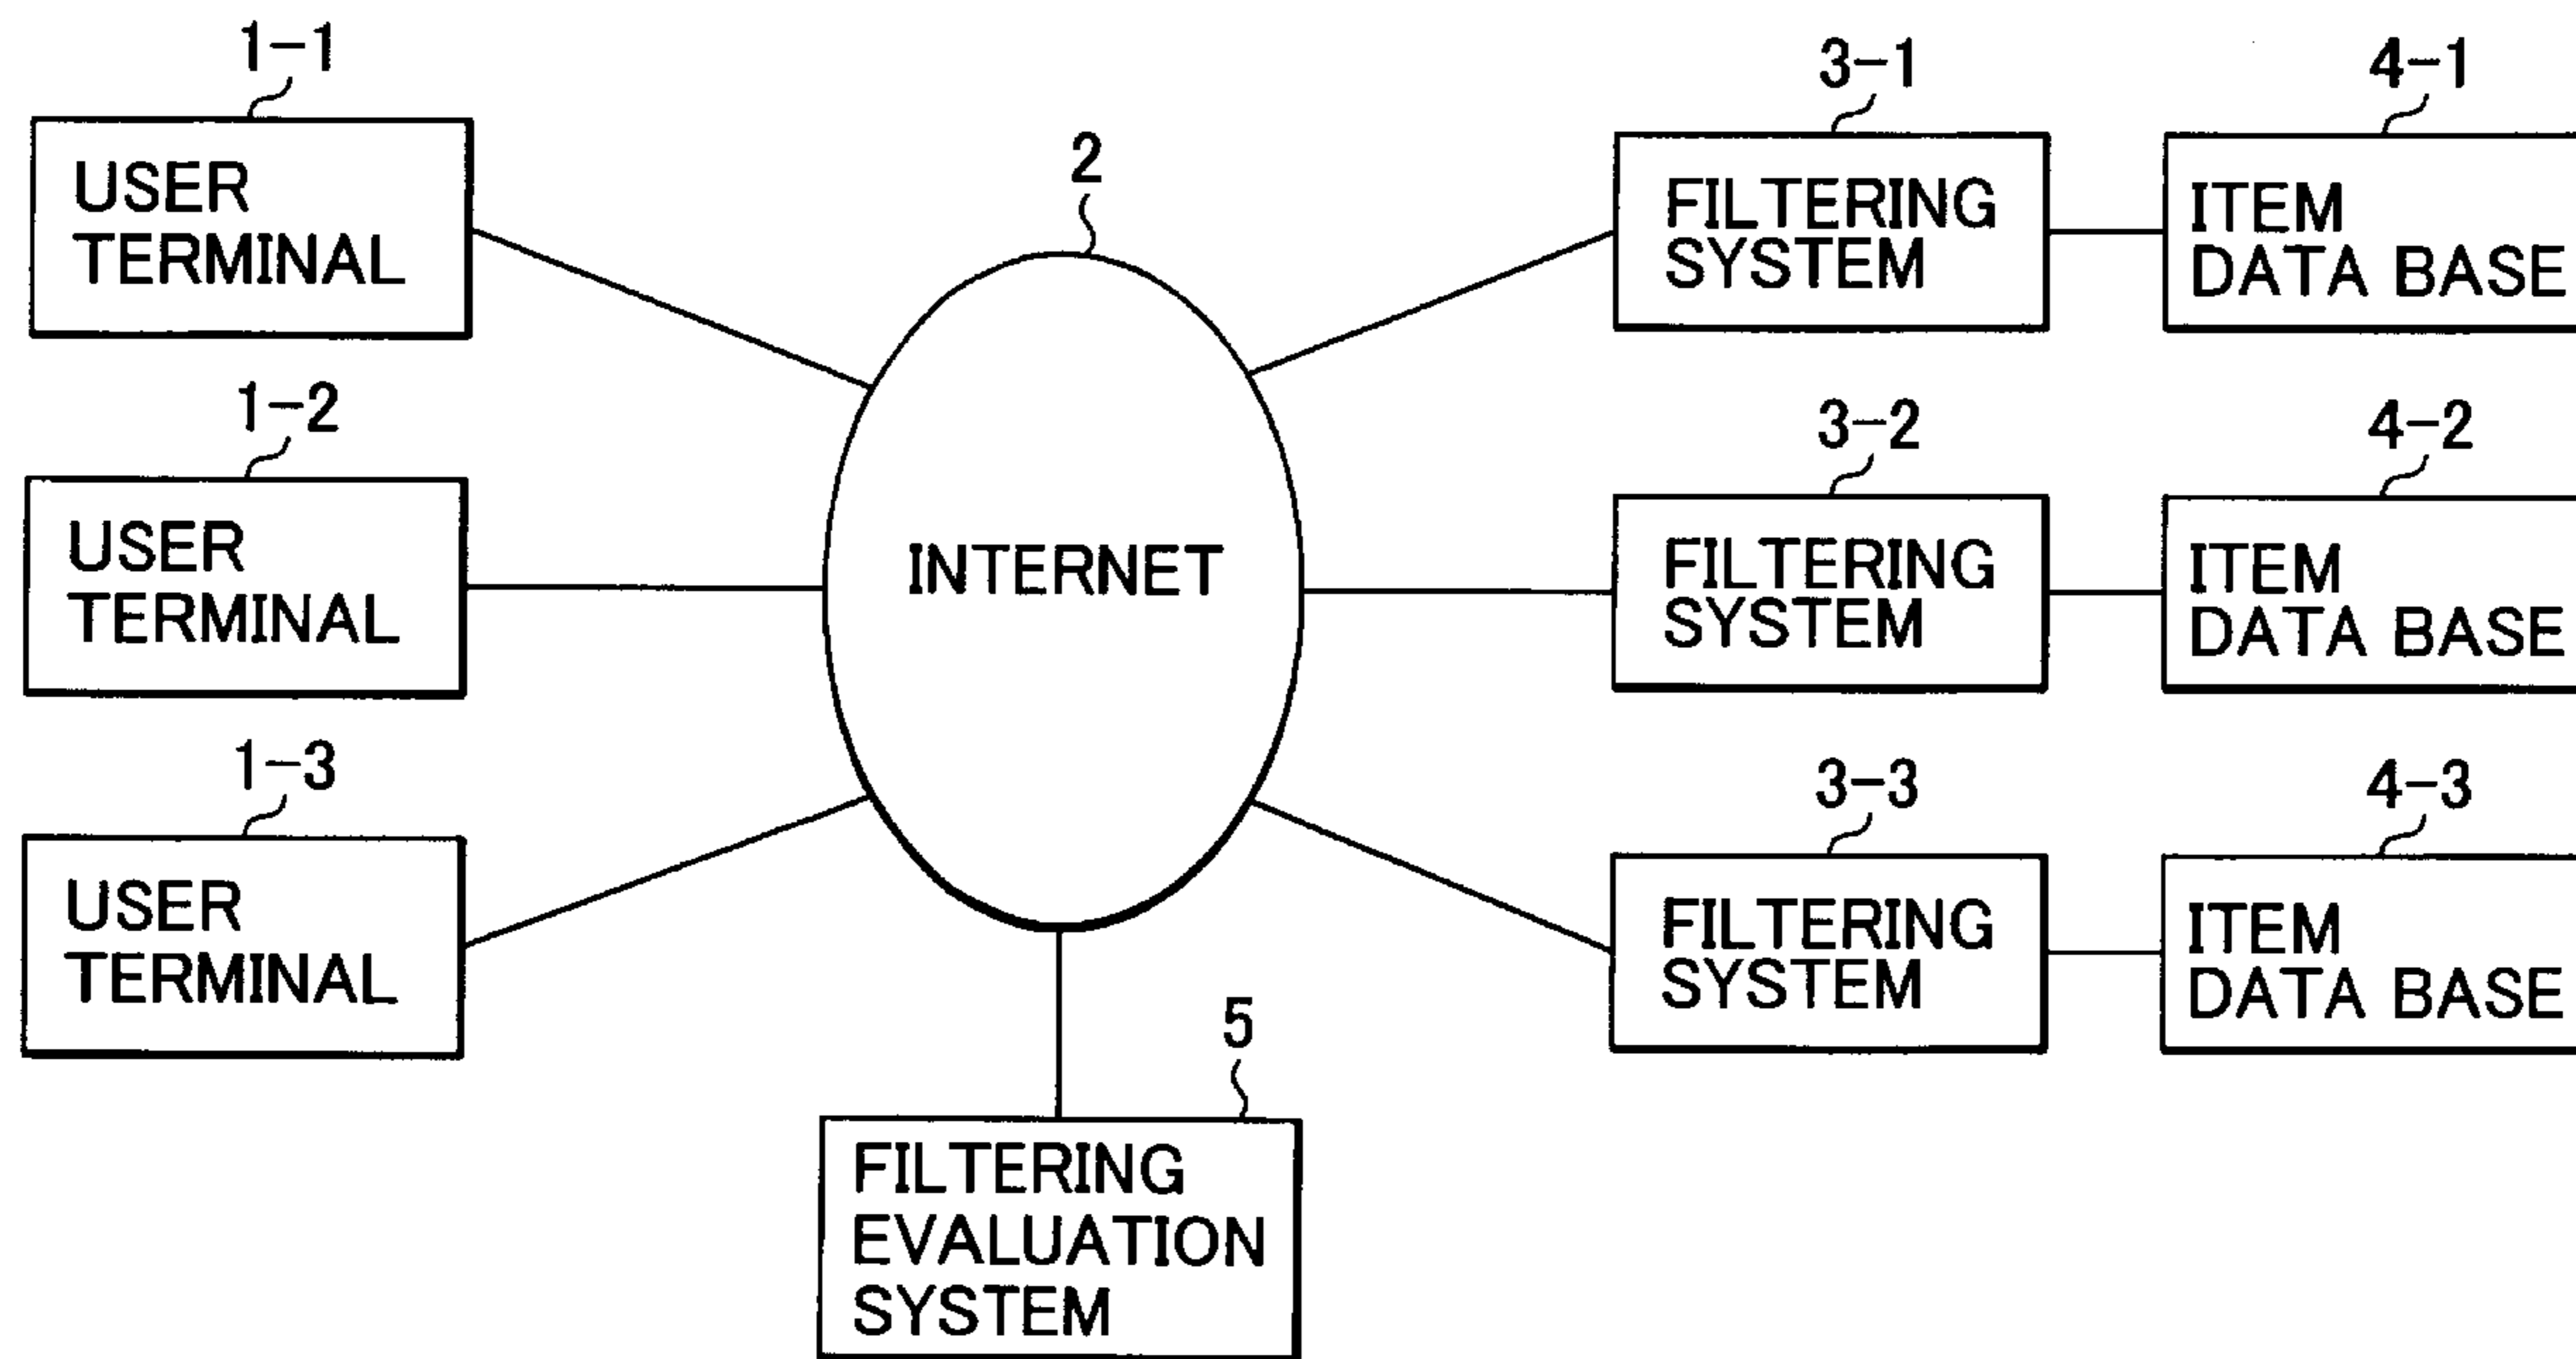 1-1
USER
TERMINAL
1-2
USER
TERMINAL
1-3
USER
TERMINAL
2
INTERNET
5
FILTERING
EVALUATION
SYSTEM
3-1
FILTERING
SYSTEM
4-1
ITEM
DATA BASE
3-2
FILTERING
SYSTEM
4-2
ITEM
DATA BASE
3-3
FILTERING
SYSTEM
4-3
ITEM
DATA BASE